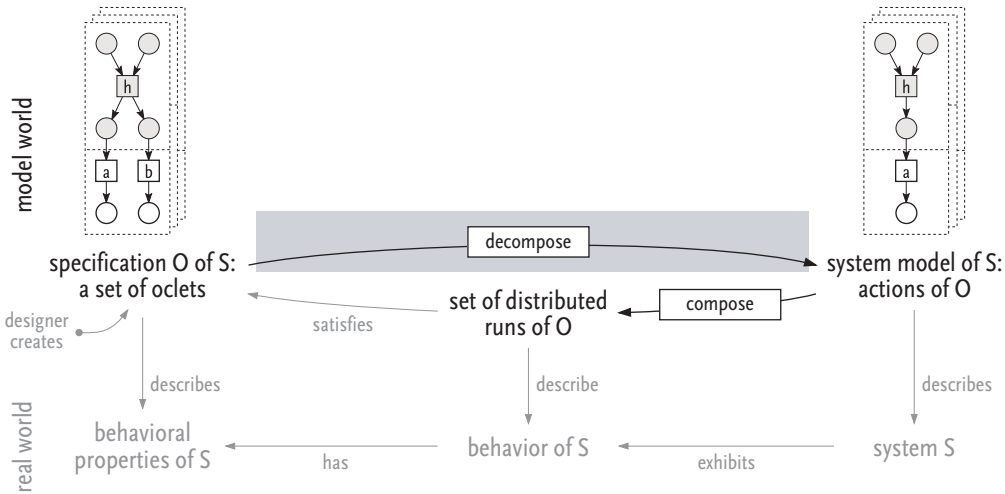 model world
h
a
b
h
a
decompose
specification O of S:
a set of oclets
system model of S:
actions of O
set of distributed
runs of O
compose
satisfies
designer
creates
describes
describe
describes
real world
behavioral
properties of S
has
behavior of S
exhibits
system S